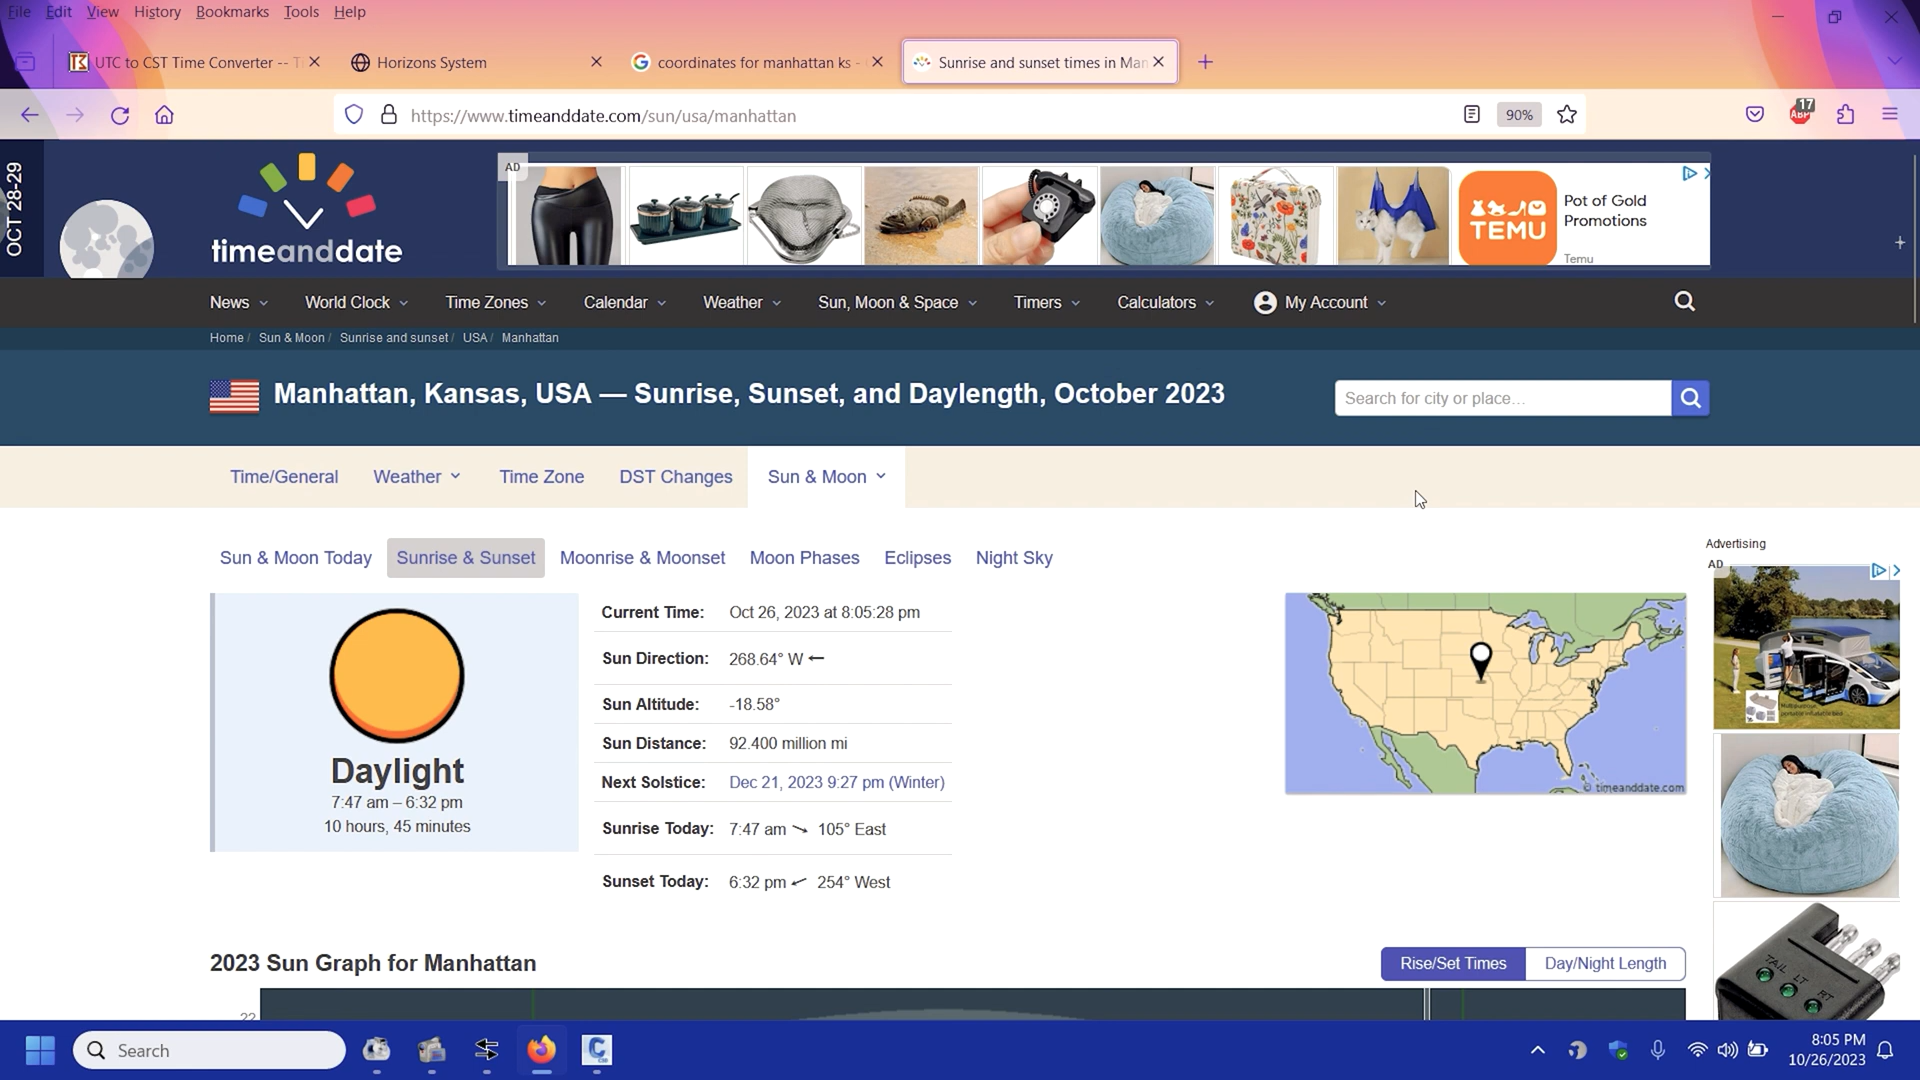 File Edit View History Bookmarks Tools Help
UTC to CST Time Converter -- T
Horizons System
coordinates for manhattan ks -
Sunrise and sunset times in Man
https://www.timeanddate.com/sun/usa/manhattan
90%
17
ABP
OCT 28-29
timeanddate
AD
TEMU
Pot of Gold
Promotions
Temu
News World Clock Time Zones Calendar Weather Sun, Moon & Space Timers Calculators My Account
Home / Sun & Moon / Sunrise and sunset / USA / Manhattan
Manhattan, Kansas, USA — Sunrise, Sunset, and Daylength, October 2023
Search for city or place...
Time/General Weather Time Zone DST Changes Sun & Moon
Sun & Moon Today Sunrise & Sunset Moonrise & Moonset Moon Phases Eclipses Night Sky
Advertising
AD
Daylight
7:47 am – 6:32 pm
10 hours, 45 minutes
Current Time: Oct 26, 2023 at 8:05:28 pm
Sun Direction: 268.64° W ←
Sun Altitude: -18.58°
Sun Distance: 92.400 million mi
Next Solstice: Dec 21, 2023 9:27 pm (Winter)
Sunrise Today: 7:47 am 105° East
Sunset Today: 6:32 pm 254° West
© timeanddate.com
TAIL LT RT
2023 Sun Graph for Manhattan
Rise/Set Times Day/Night Length
22
Search
8:05 PM
10/26/2023